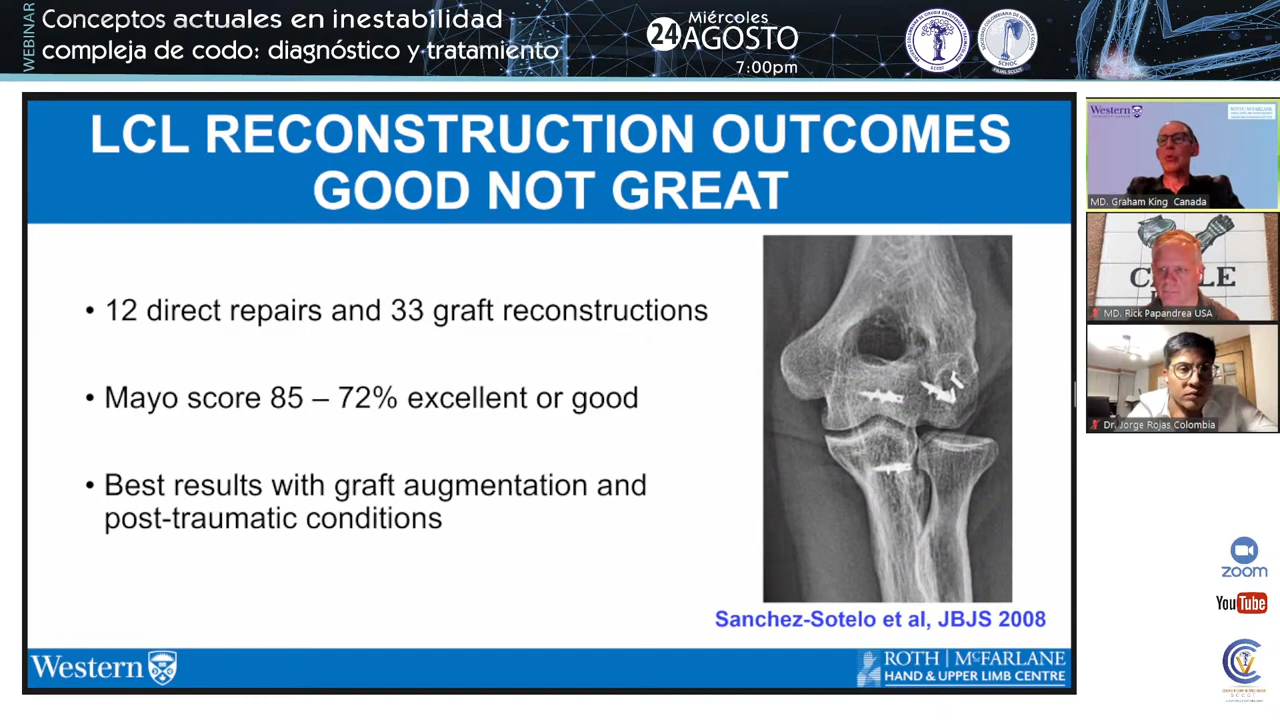 WEBINAR
Conceptos actuales en inestabilidad
compleja de codo: diagnóstico y tratamiento
Miércoles
24 AGOSTO
7:00pm
SCHOC
LCL RECONSTRUCTION OUTCOMES
GOOD NOT GREAT
• 12 direct repairs and 33 graft reconstructions
• Mayo score 85 – 72% excellent or good
• Best results with graft augmentation and
post-traumatic conditions
Sanchez-Sotelo et al, JBJS 2008
Western
ROTH | MCFARLANE
HAND & UPPER LIMB CENTRE
Western
ROTH | MCFARLANE
MD. Graham King Canada
MD. Rick Papandrea USA
Dr. Jorge Rojas Colombia
zoom
YouTube